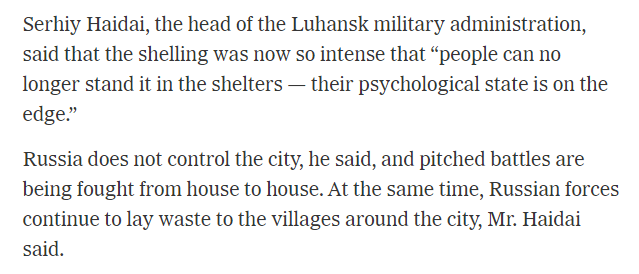 Serhiy Haidai, the head of the Luhansk military administration,
said that the shelling was now so intense that “people can no
longer stand it in the shelters — their psychological state is on the
edge.”
Russia does not control the city, he said, and pitched battles are
being fought from house to house. At the same time, Russian forces
continue to lay waste to the villages around the city, Mr. Haidai
said.